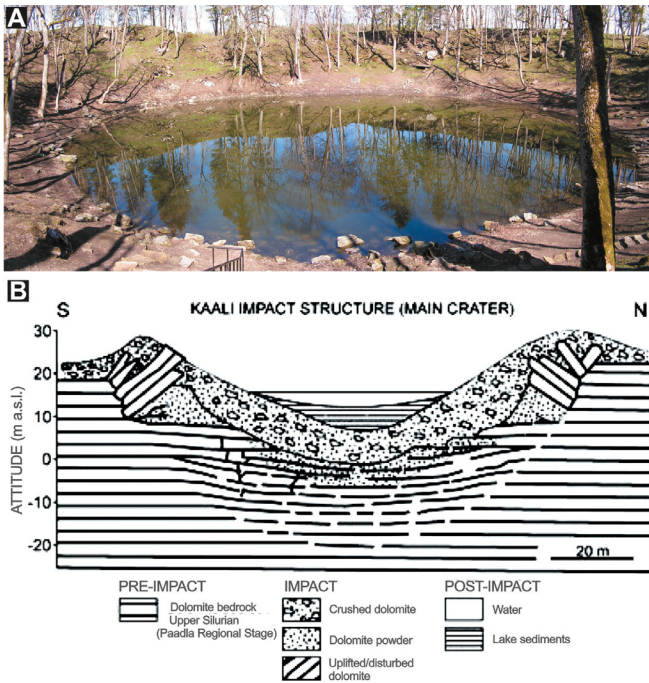 A
B
S
KAALI IMPACT STRUCTURE (MAIN CRATER)
N
ATTITUDE (m a.s.l.)
30
20
10
0
-10
-20
20 m
PRE-IMPACT
Dolomite bedrock
Upper Silurian
(Paadla Regional Stage)
IMPACT
Crushed dolomite
Dolomite powder
Uplifted/disturbed
dolomite
POST-IMPACT
Water
Lake sediments